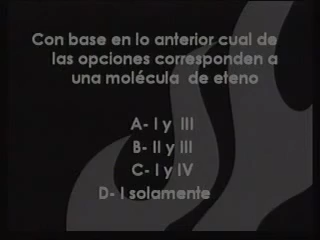 Con base en lo anterior cual de
las opciones corresponden a
una molécula de eteno
A- I y III
B- II y III
C- I y IV
D- I solamente